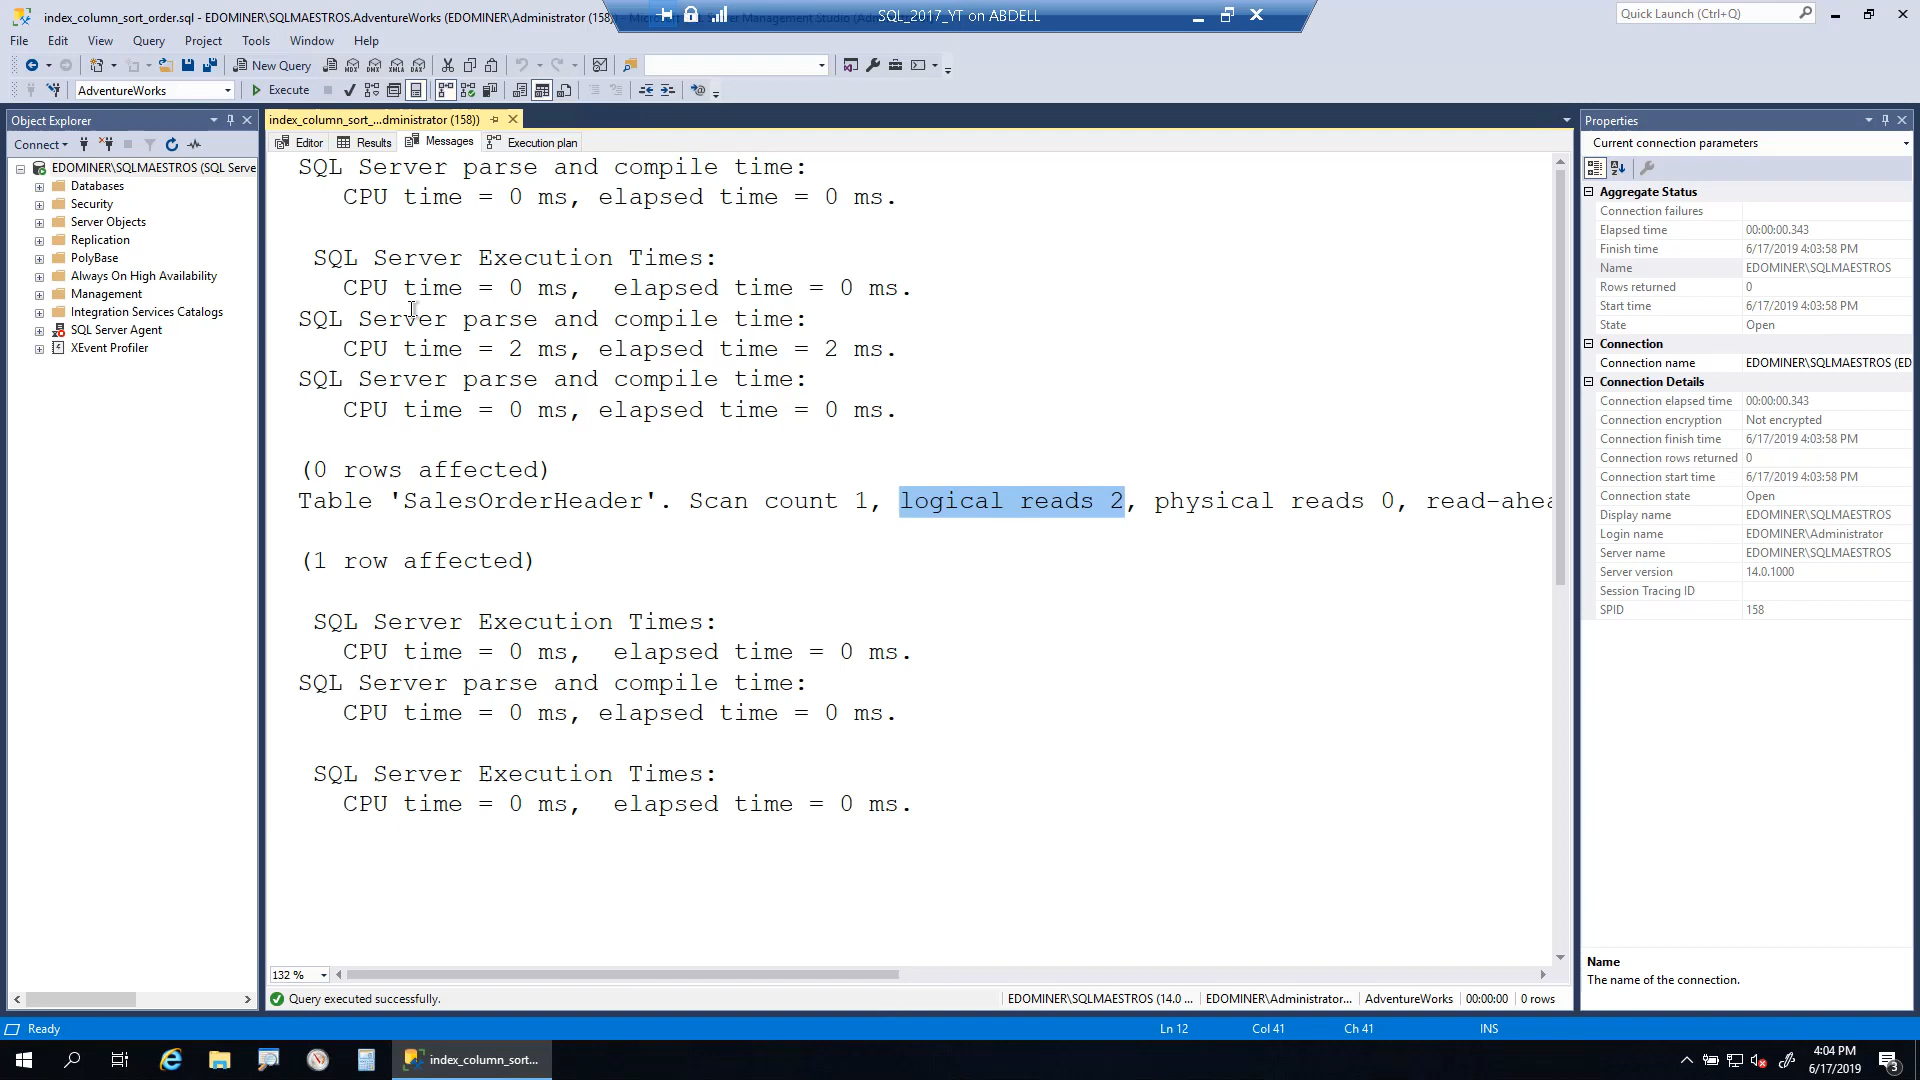 index_column_sort_order.sql - EDOMINER\SQLMAESTROS.AdventureWorks (EDOMINER\Administrator (158))
SQL_2017_YT on ABDELL
Quick Launch (Ctrl+Q)
File Edit View Query Project Tools Window Help
New Query
AdventureWorks
Execute
Object Explorer
Connect
EDOMINER\SQLMAESTROS (SQL Serve
Databases
Security
Server Objects
Replication
PolyBase
Always On High Availability
Management
Integration Services Catalogs
SQL Server Agent
XEvent Profiler
index_column_sort_...dministrator (158))
Editor Results Messages Execution plan
SQL Server parse and compile time:
CPU time = 0 ms, elapsed time = 0 ms.
SQL Server Execution Times:
CPU time = 0 ms,  elapsed time = 0 ms.
SQL Server parse and compile time:
CPU time = 2 ms, elapsed time = 2 ms.
SQL Server parse and compile time:
CPU time = 0 ms, elapsed time = 0 ms.
(0 rows affected)
Table 'SalesOrderHeader'. Scan count 1, logical reads 2, physical reads 0, read-ahea
(1 row affected)
SQL Server Execution Times:
CPU time = 0 ms,  elapsed time = 0 ms.
SQL Server parse and compile time:
CPU time = 0 ms, elapsed time = 0 ms.
SQL Server Execution Times:
CPU time = 0 ms,  elapsed time = 0 ms.
132 %
Query executed successfully.
EDOMINER\SQLMAESTROS (14.0 ... EDOMINER\Administrator... AdventureWorks 00:00:00 0 rows
Properties
Current connection parameters
Aggregate Status
Connection failures
Elapsed time 00:00:00.343
Finish time 6/17/2019 4:03:58 PM
Name EDOMINER\SQLMAESTROS
Rows returned 0
Start time 6/17/2019 4:03:58 PM
State Open
Connection
Connection name EDOMINER\SQLMAESTROS (ED
Connection Details
Connection elapsed time 00:00:00.343
Connection encryption Not encrypted
Connection finish time 6/17/2019 4:03:58 PM
Connection rows returned 0
Connection start time 6/17/2019 4:03:58 PM
Connection state Open
Display name EDOMINER\SQLMAESTROS
Login name EDOMINER\Administrator
Server name EDOMINER\SQLMAESTROS
Server version 14.0.1000
Session Tracing ID
SPID 158
Name
The name of the connection.
Ready
Ln 12 Col 41 Ch 41 INS
index_column_sort...
4:04 PM
6/17/2019
3